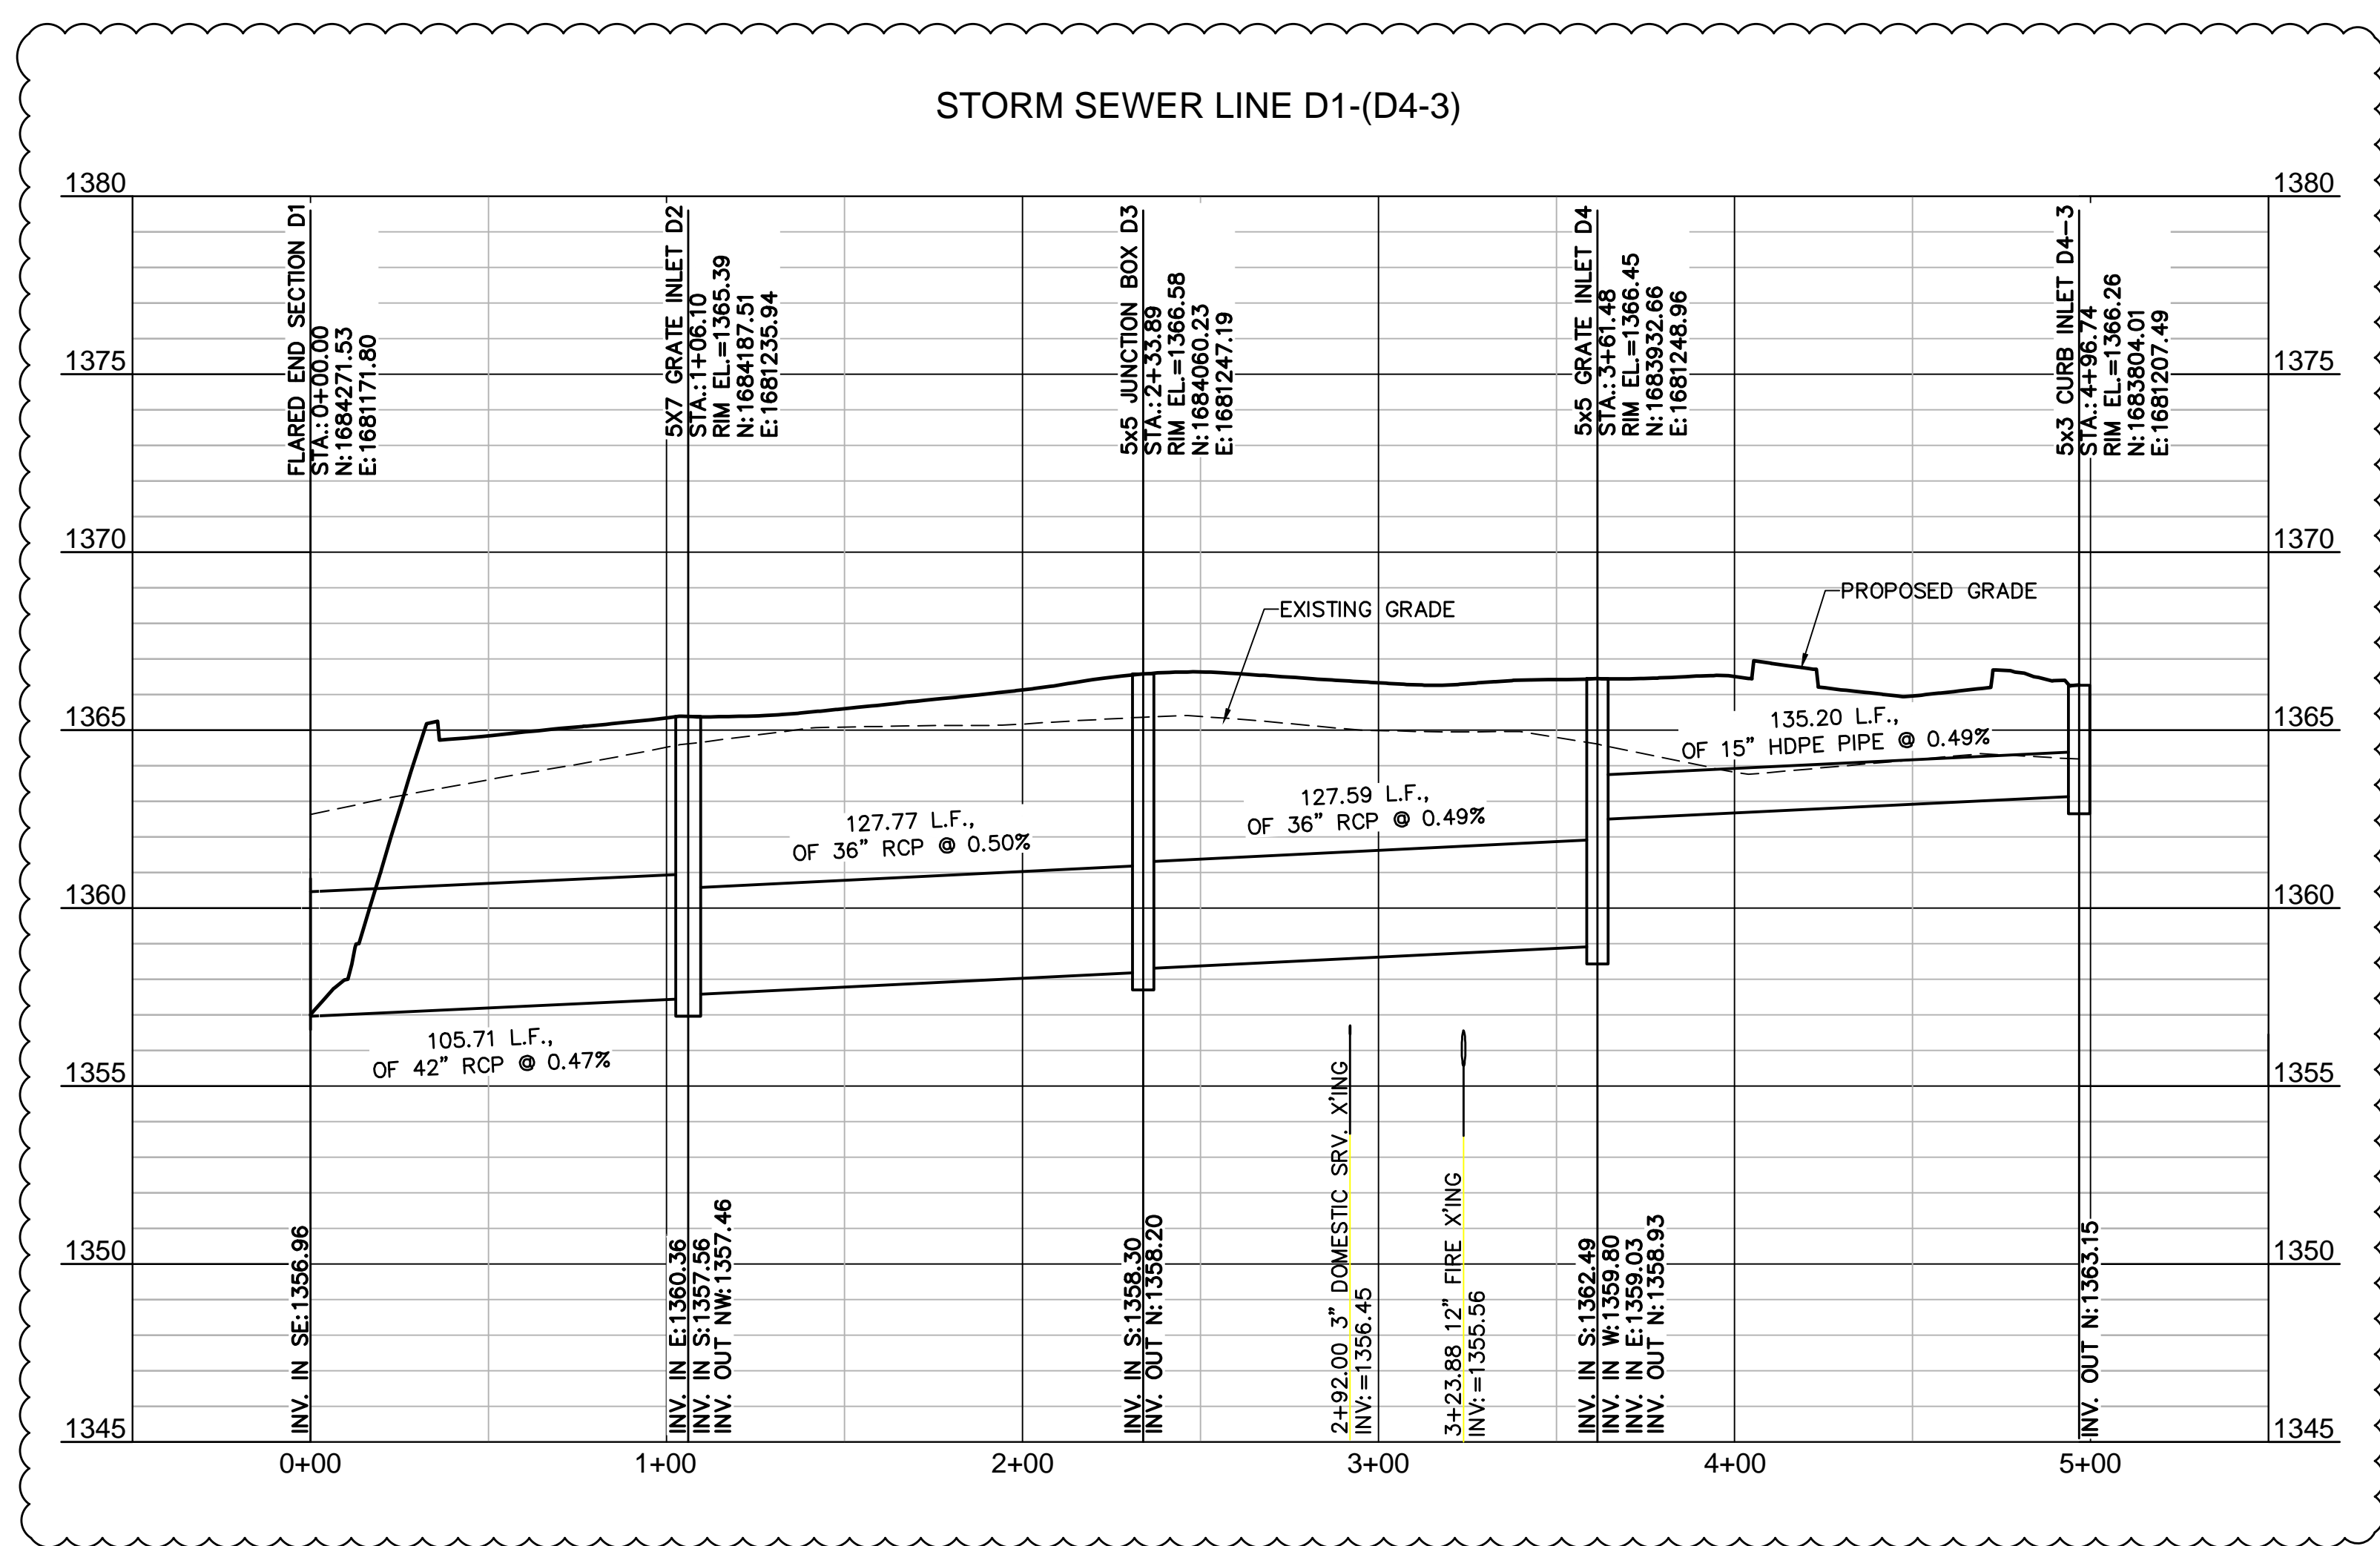 STORM SEWER LINE D1-(D4-3)
1380
1380
1375
1375
1370
1370
1365
1365
1360
1360
1355
1355
1350
1350
1345
1345
FLARED END SECTION D1
STA.:0+00.00
N:1684271.53
E:1681171.80
5X7 GRATE INLET D2
STA.:1+06.10
RIM EL.=1365.39
N:1684187.51
E:1681235.94
5x5 JUNCTION BOX D3
STA.:2+33.89
RIM EL.=1366.58
N:1684060.23
E:1681247.19
5x5 GRATE INLET D4
STA.:3+61.48
RIM EL.=1366.45
N:1683932.66
E:1681248.96
5x3 CURB INLET D4-3
STA.:4+96.74
RIM EL.=1366.26
N:1683804.01
E:1681207.49
EXISTING GRADE
PROPOSED GRADE
135.20 L.F.,
OF 15" HDPE PIPE @ 0.49%
127.59 L.F.,
OF 36" RCP @ 0.49%
127.77 L.F.,
OF 36" RCP @ 0.50%
105.71 L.F.,
OF 42" RCP @ 0.47%
INV. IN SE:1356.96
INV. IN E:1360.36
INV. IN S:1357.56
INV. OUT NW:1357.46
INV. IN S:1358.30
INV. OUT N:1358.20
2+92.00 3" DOMESTIC SRV. X'ING
INV:=1356.45
3+23.88 12" FIRE X'ING
INV:=1355.56
INV. IN S:1362.49
INV. IN W:1359.80
INV. IN E:1359.03
INV. OUT N:1358.93
INV. OUT N:1363.15
0+00
1+00
2+00
3+00
4+00
5+00